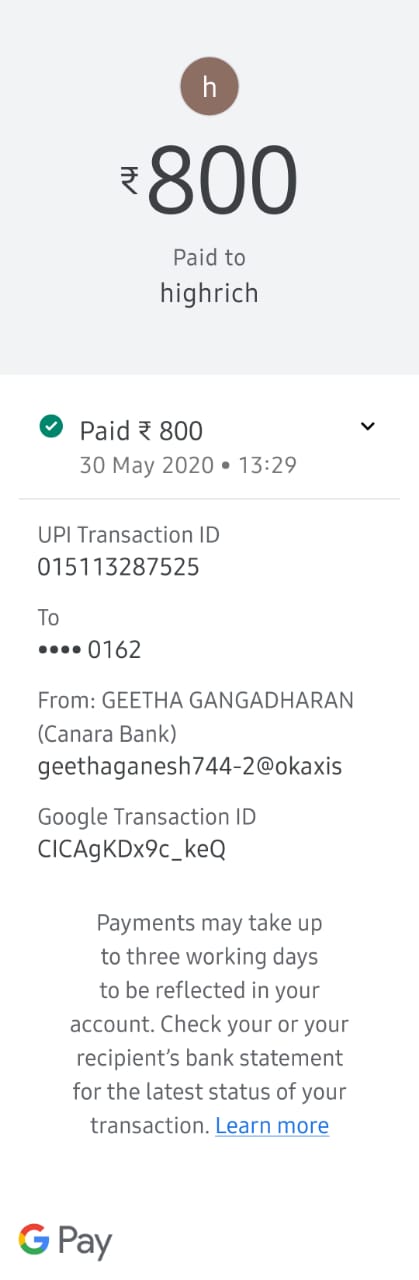 h
₹800
Paid to
highrich
Paid ₹ 800
30 May 2020 • 13:29
UPI Transaction ID
015113287525
To
•••• 0162
From: GEETHA GANGADHARAN
(Canara Bank)
geethaganesh744-2@okaxis
Google Transaction ID
CICAgKDx9c_keQ
Payments may take up
to three working days
to be reflected in your
account. Check your or your
recipient's bank statement
for the latest status of your
transaction. Learn more
G Pay